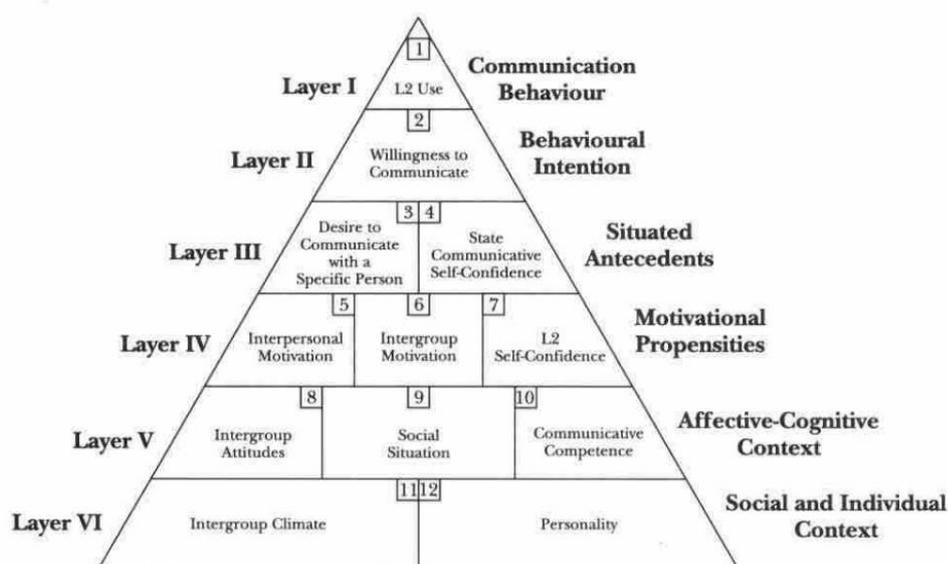 1
Layer I
L2 Use
Communication
Behaviour
2
Layer II
Willingness to
Communicate
Behavioural
Intention
3 4
Layer III
Desire to
Communicate
with a
Specific Person
State
Communicative
Self-Confidence
Situated
Antecedents
5 6 7
Layer IV
Interpersonal
Motivation
Intergroup
Motivation
L2
Self-Confidence
Motivational
Propensities
8 9 10
Layer V
Intergroup
Attitudes
Social
Situation
Communicative
Competence
Affective-Cognitive
Context
11 12
Layer VI
Intergroup Climate
Personality
Social and Individual
Context